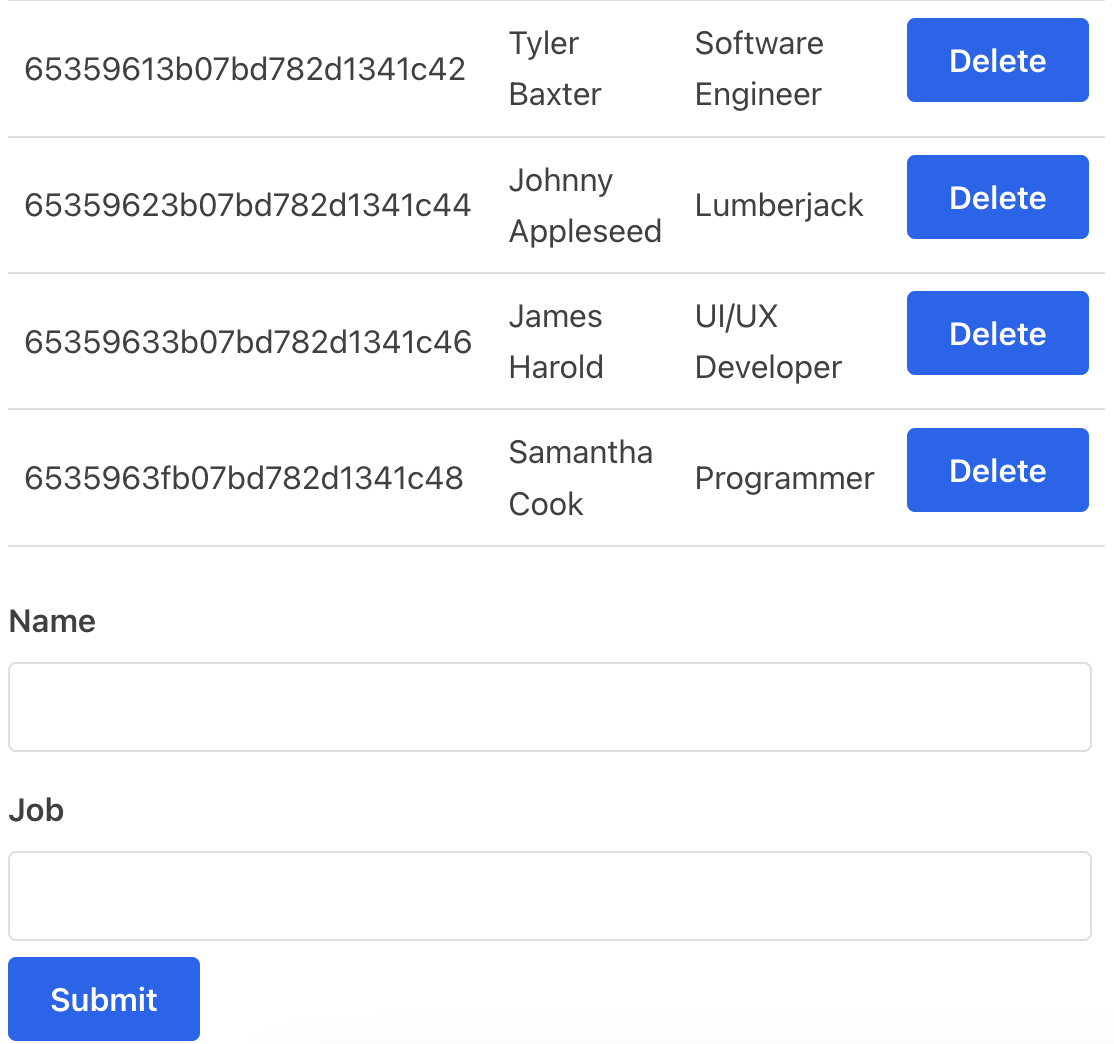 65359613b07bd782d1341c42 Tyler Baxter Software Engineer Delete
65359623b07bd782d1341c44 Johnny Appleseed Lumberjack Delete
65359633b07bd782d1341c46 James Harold UI/UX Developer Delete
6535963fb07bd782d1341c48 Samantha Cook Programmer Delete
Name
Job
Submit